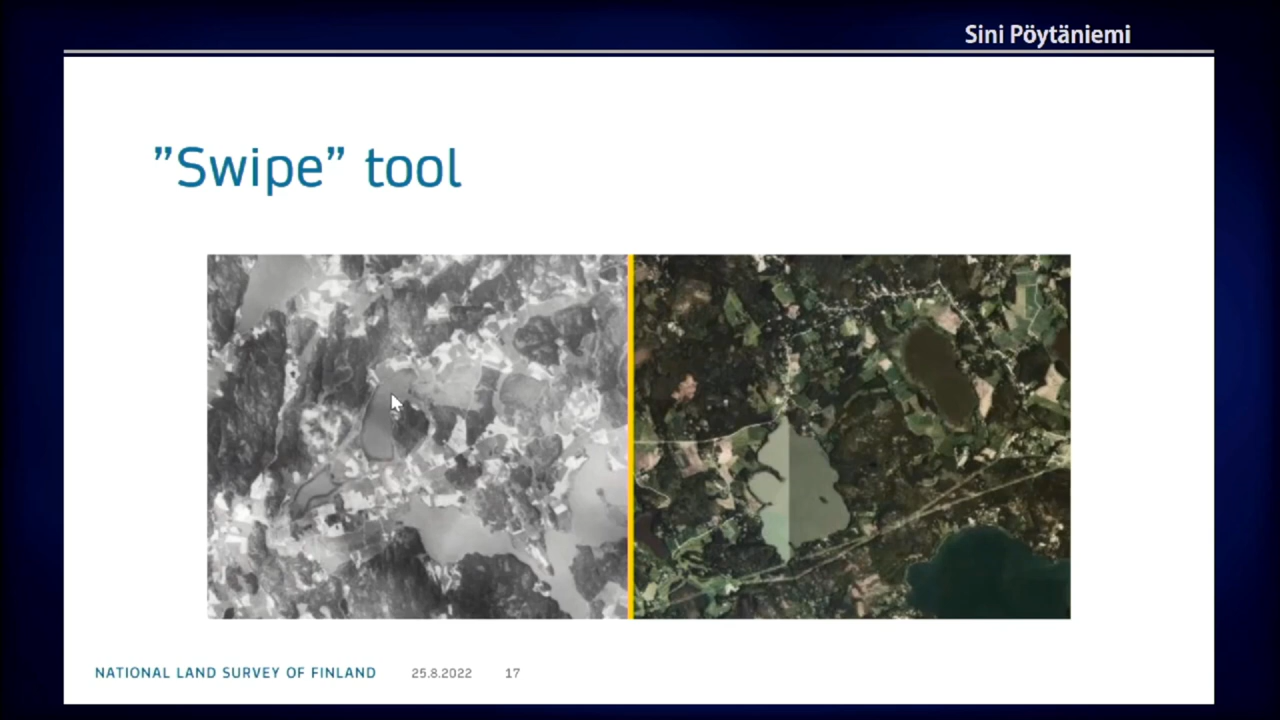 Sini Pöytäniemi
”Swipe” tool
NATIONAL LAND SURVEY OF FINLAND 25.8.2022 17